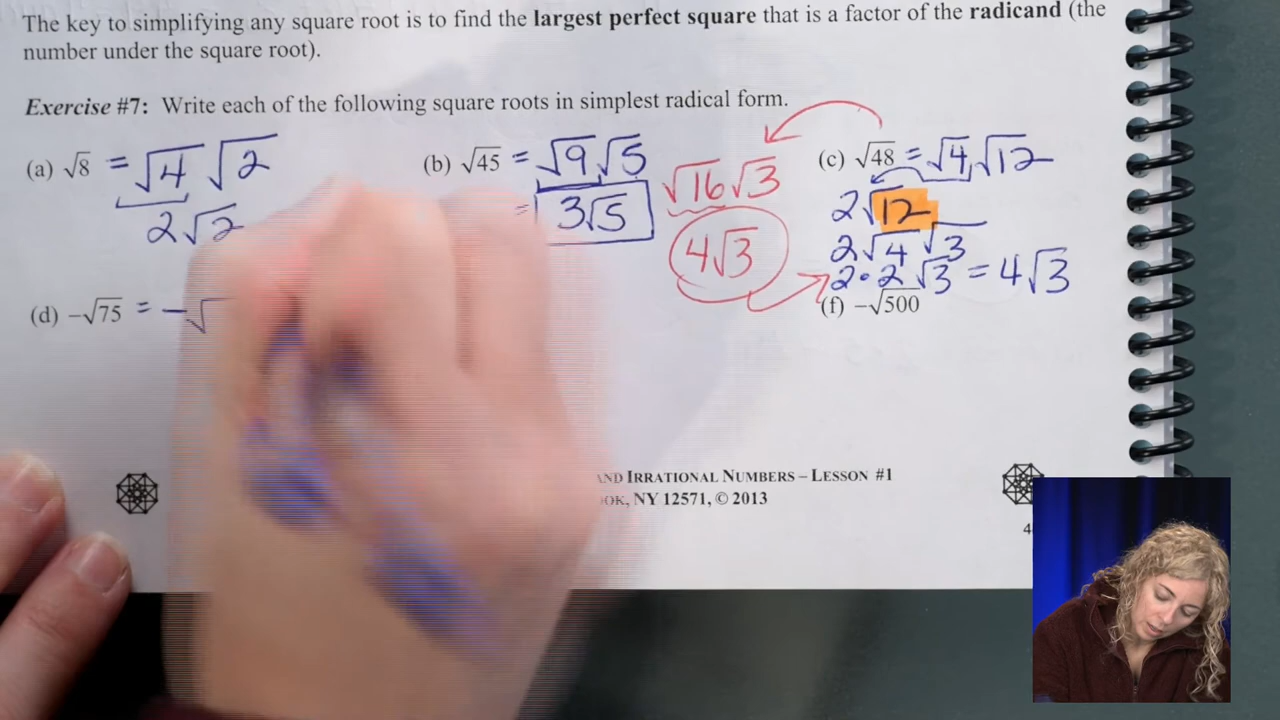 The key to simplifying any square root is to find the largest perfect square that is a factor of the radicand (the
number under the square root).
Exercise #7: Write each of the following square roots in simplest radical form.
(a) √8 = √4 √2
2√2
(b) √45 = √9 √5
= 3√5
√16 √3
4√3
(c) √48 = √4 √12
2√12
2√4 √3
2•2√3 = 4√3
(d) −√75 = −√
(f) −√500
AND IRRATIONAL NUMBERS – LESSON #1
OK, NY 12571, © 2013
4